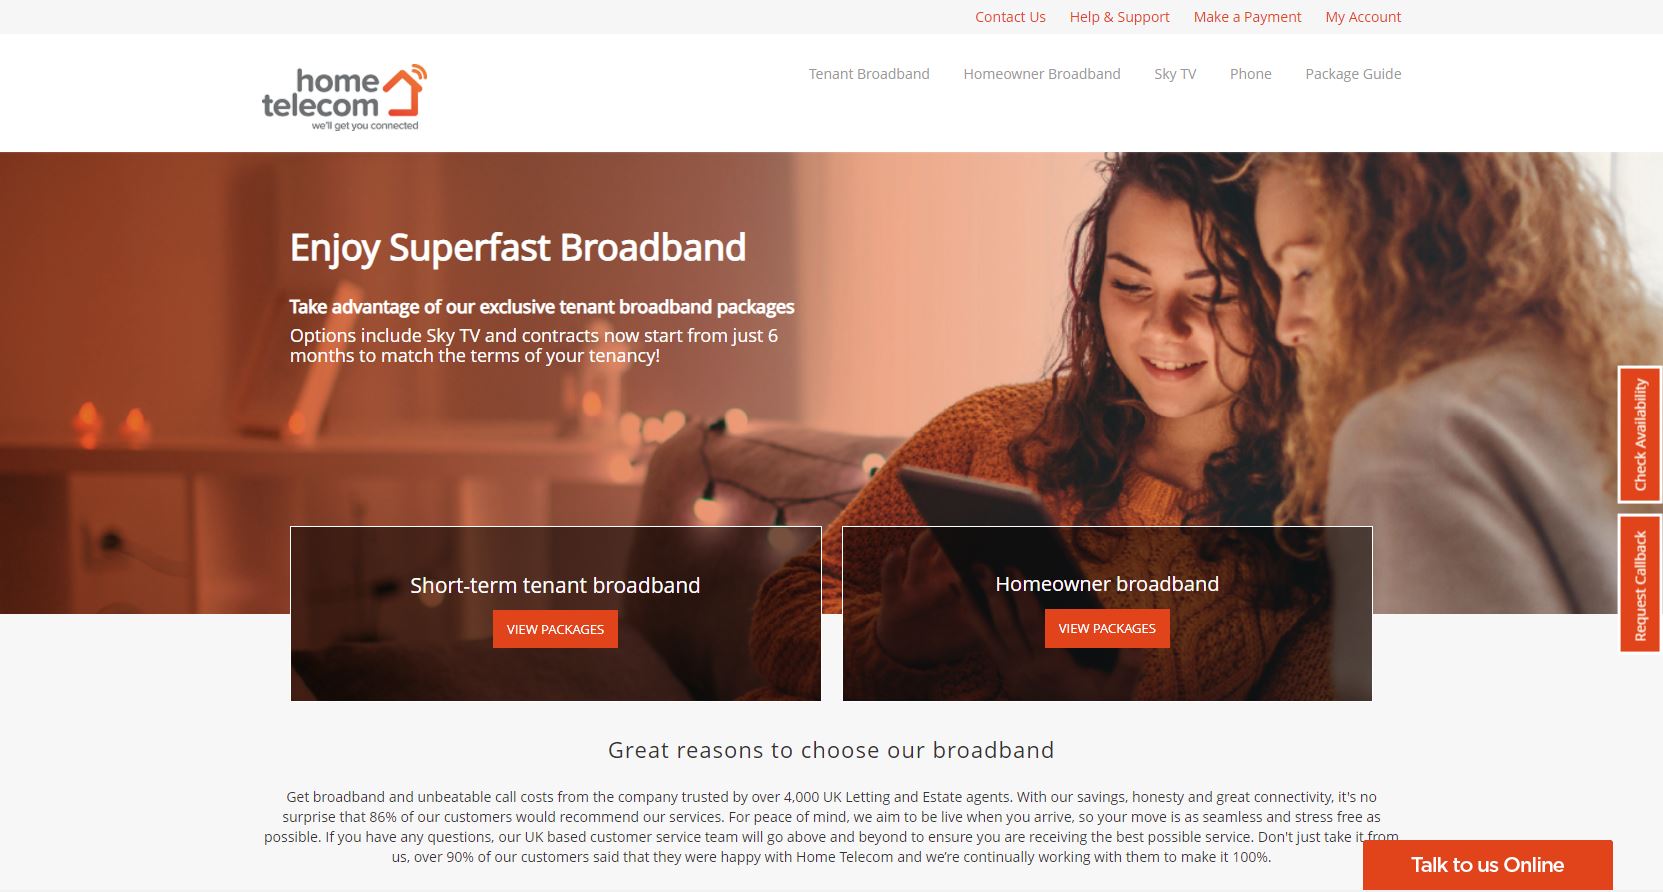 Contact Us Help & Support Make a Payment My Account
home
telecom
we'll get you connected
Tenant Broadband Homeowner Broadband Sky TV Phone Package Guide
Enjoy Superfast Broadband
Take advantage of our exclusive tenant broadband packages
Options include Sky TV and contracts now start from just 6
months to match the terms of your tenancy!
Check Availability
Request Callback
Short-term tenant broadband
VIEW PACKAGES
Homeowner broadband
VIEW PACKAGES
Great reasons to choose our broadband
Get broadband and unbeatable call costs from the company trusted by over 4,000 UK Letting and Estate agents. With our savings, honesty and great connectivity, it's no
surprise that 86% of our customers would recommend our services. For peace of mind, we aim to be live when you arrive, so your move is as seamless and stress free as
possible. If you have any questions, our UK based customer service team will go above and beyond to ensure you are receiving the best possible service. Don't just take it from
us, over 90% of our customers said that they were happy with Home Telecom and we’re continually working with them to make it 100%.
Talk to us Online